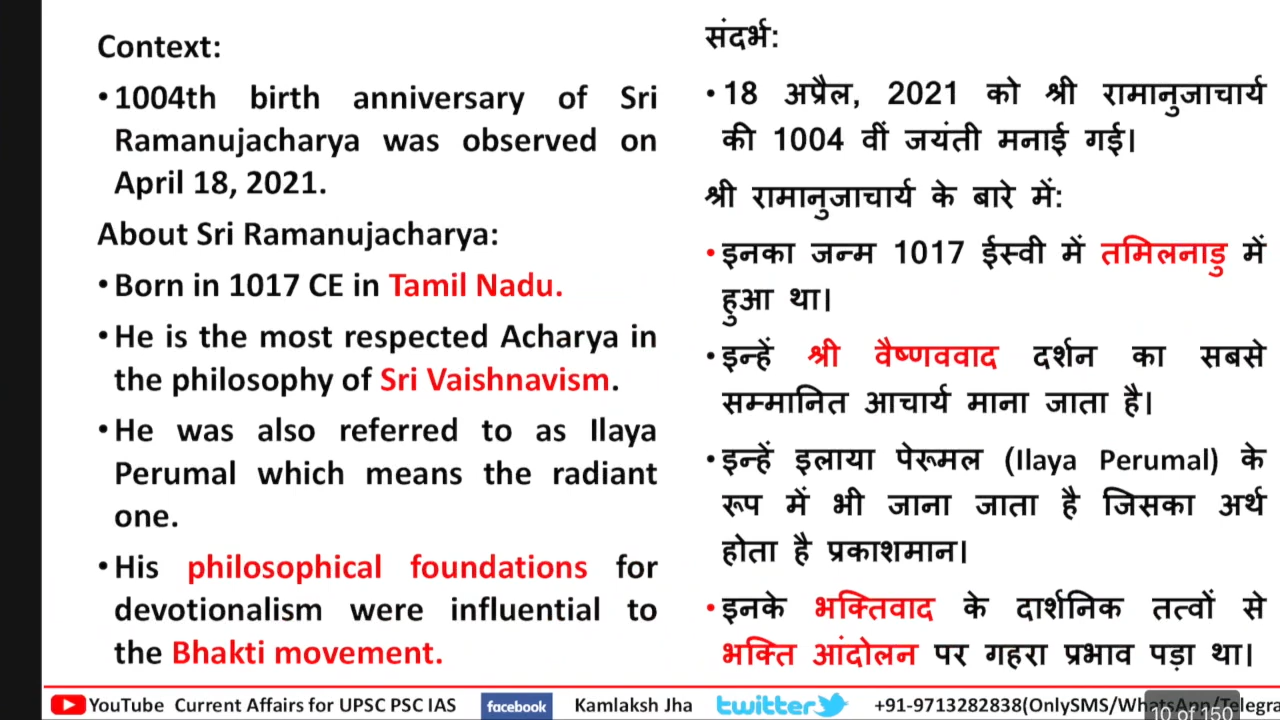 Context:
•1004th birth anniversary of Sri
Ramanujacharya was observed on
April 18, 2021.
About Sri Ramanujacharya:
•Born in 1017 CE in Tamil Nadu.
•He is the most respected Acharya in
the philosophy of Sri Vaishnavism.
•He was also referred to as Ilaya
Perumal which means the radiant
one.
•His philosophical foundations for
devotionalism were influential to
the Bhakti movement.
संदर्भ:
•18 अप्रैल, 2021 को श्री रामानुजाचार्य
की 1004 वीं जयंती मनाई गई।
श्री रामानुजाचार्य के बारे में:
•इनका जन्म 1017 ईस्वी में तमिलनाडु में
हुआ था।
•इन्हें श्री वैष्णववाद दर्शन का सबसे
सम्मानित आचार्य माना जाता है।
•इन्हें इलाया पेरूमल (Ilaya Perumal) के
रूप में भी जाना जाता है जिसका अर्थ
होता है प्रकाशमान।
•इनके भक्तिवाद के दार्शनिक तत्वों से
भक्ति आंदोलन पर गहरा प्रभाव पड़ा था।
YouTube Current Affairs for UPSC PSC IAS facebook Kamlaksh Jha twitter +91-9713282838(OnlySMS/WhatsApp/Telegra
10 of 150